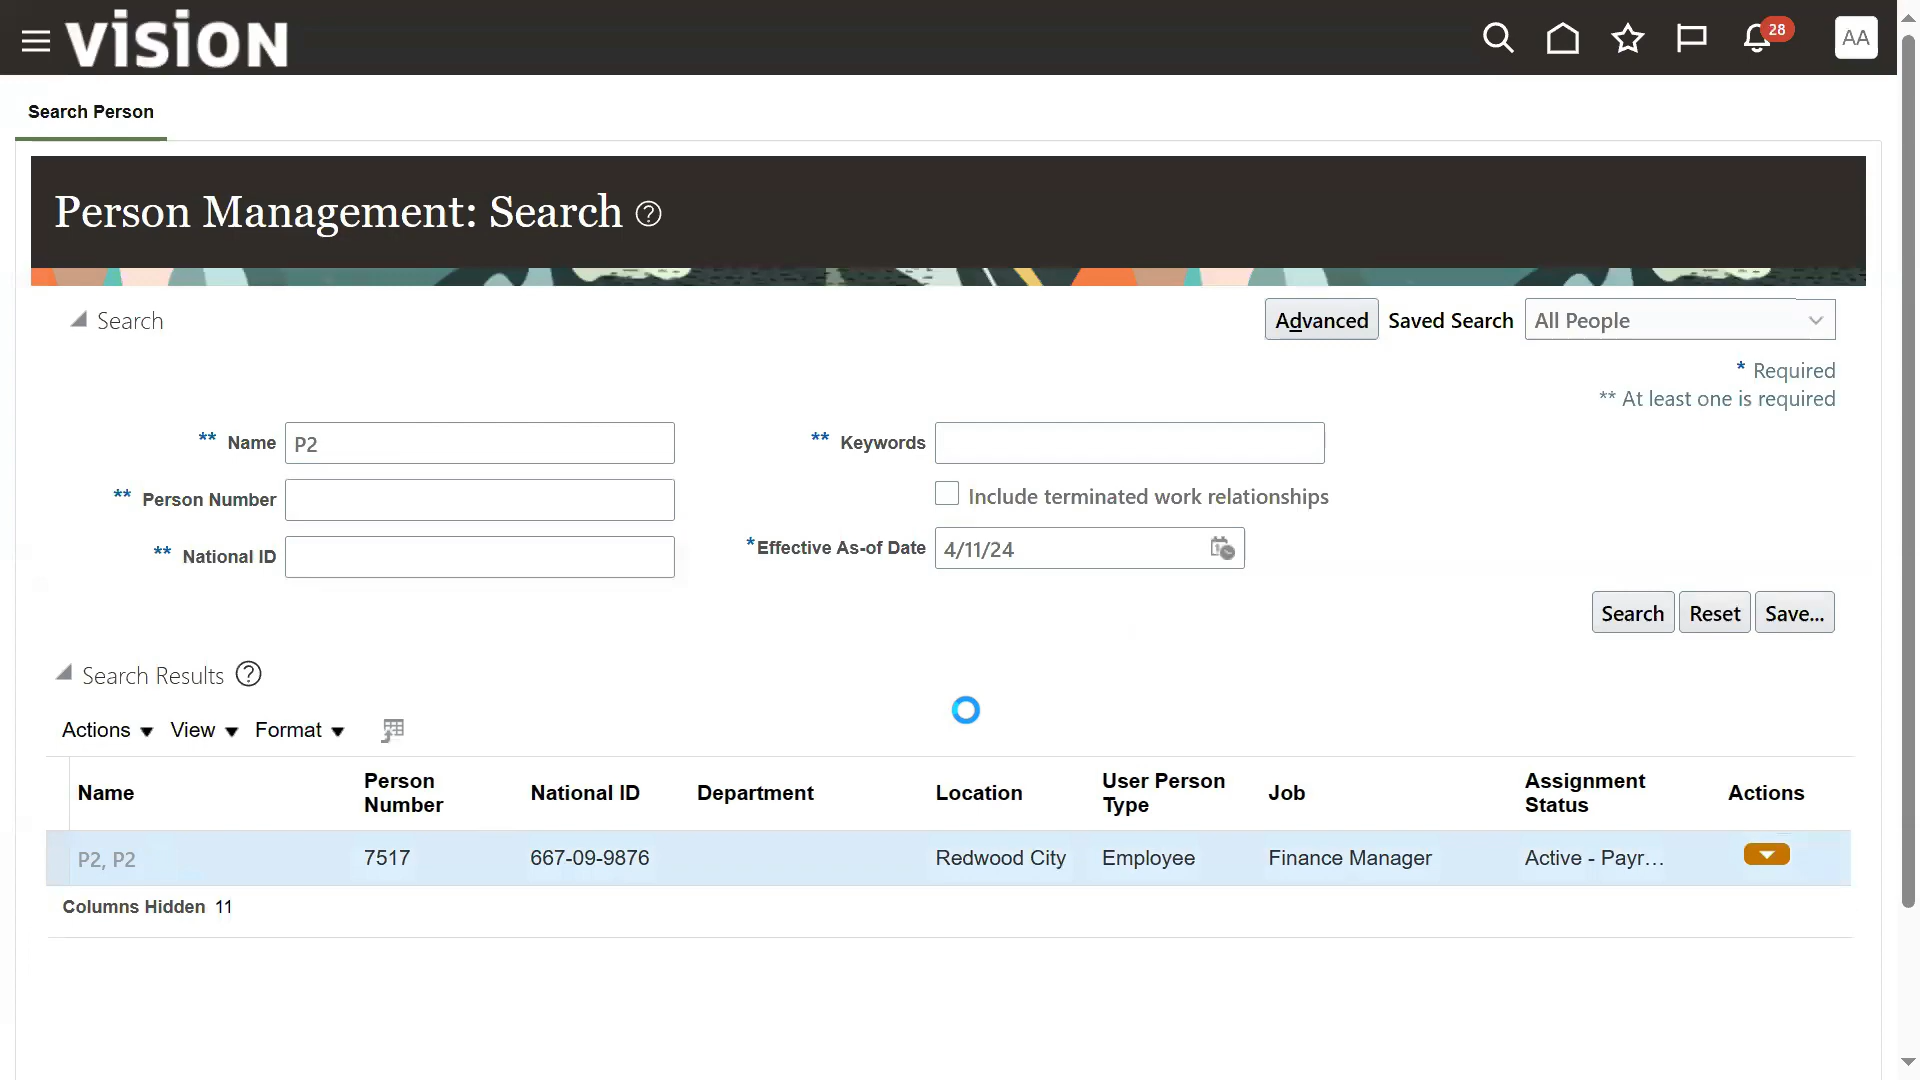 vision
28
AA
Search Person
Person Management: Search ?
Search
Advanced Saved Search All People
* Required
** At least one is required
** Name P2
** Keywords
** Person Number
Include terminated work relationships
** National ID
*Effective As-of Date 4/11/24
Search Reset Save...
Search Results ?
Actions View Format
Name Person Number National ID Department Location User Person Type Job Assignment Status Actions
P2, P2 7517 667-09-9876 Redwood City Employee Finance Manager Active - Payr...
Columns Hidden 11